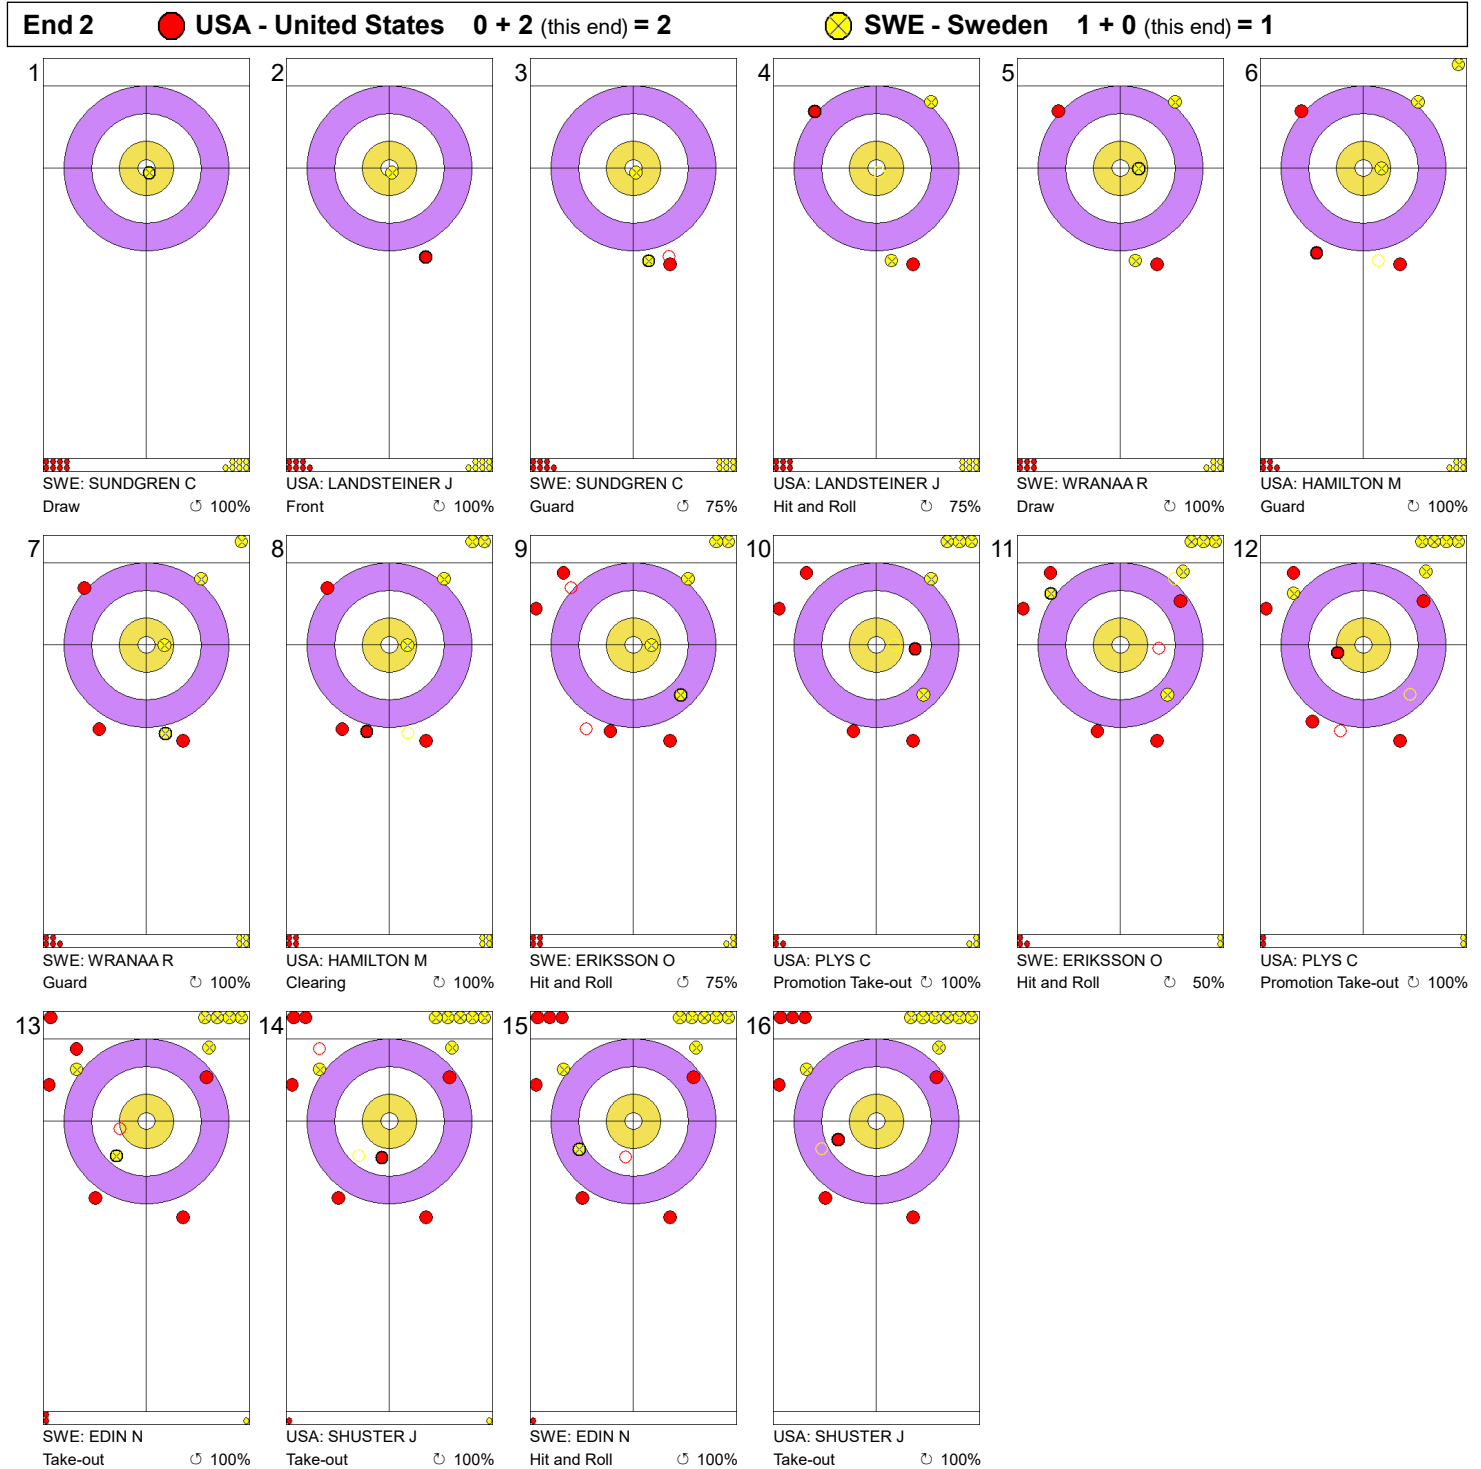 End 2 USA - United States 0 + 2 (this end) = 2 SWE - Sweden 1 + 0 (this end) = 1
1 2 3 4 5 6
SWE: SUNDGREN C USA: LANDSTEINER J SWE: SUNDGREN C USA: LANDSTEINER J SWE: WRANAA R USA: HAMILTON M
Draw ↺ 100% Front ↻ 100% Guard ↺ 75% Hit and Roll ↻ 75% Draw ↻ 100% Guard ↻ 100%
7 8 9 10 11 12
SWE: WRANAA R USA: HAMILTON M SWE: ERIKSSON O USA: PLYS C SWE: ERIKSSON O USA: PLYS C
Guard ↻ 100% Clearing ↻ 100% Hit and Roll ↺ 75% Promotion Take-out ↻ 100% Hit and Roll ↻ 50% Promotion Take-out ↻ 100%
13 14 15 16
SWE: EDIN N USA: SHUSTER J SWE: EDIN N USA: SHUSTER J
Take-out ↺ 100% Take-out ↺ 100% Hit and Roll ↺ 100% Take-out ↺ 100%